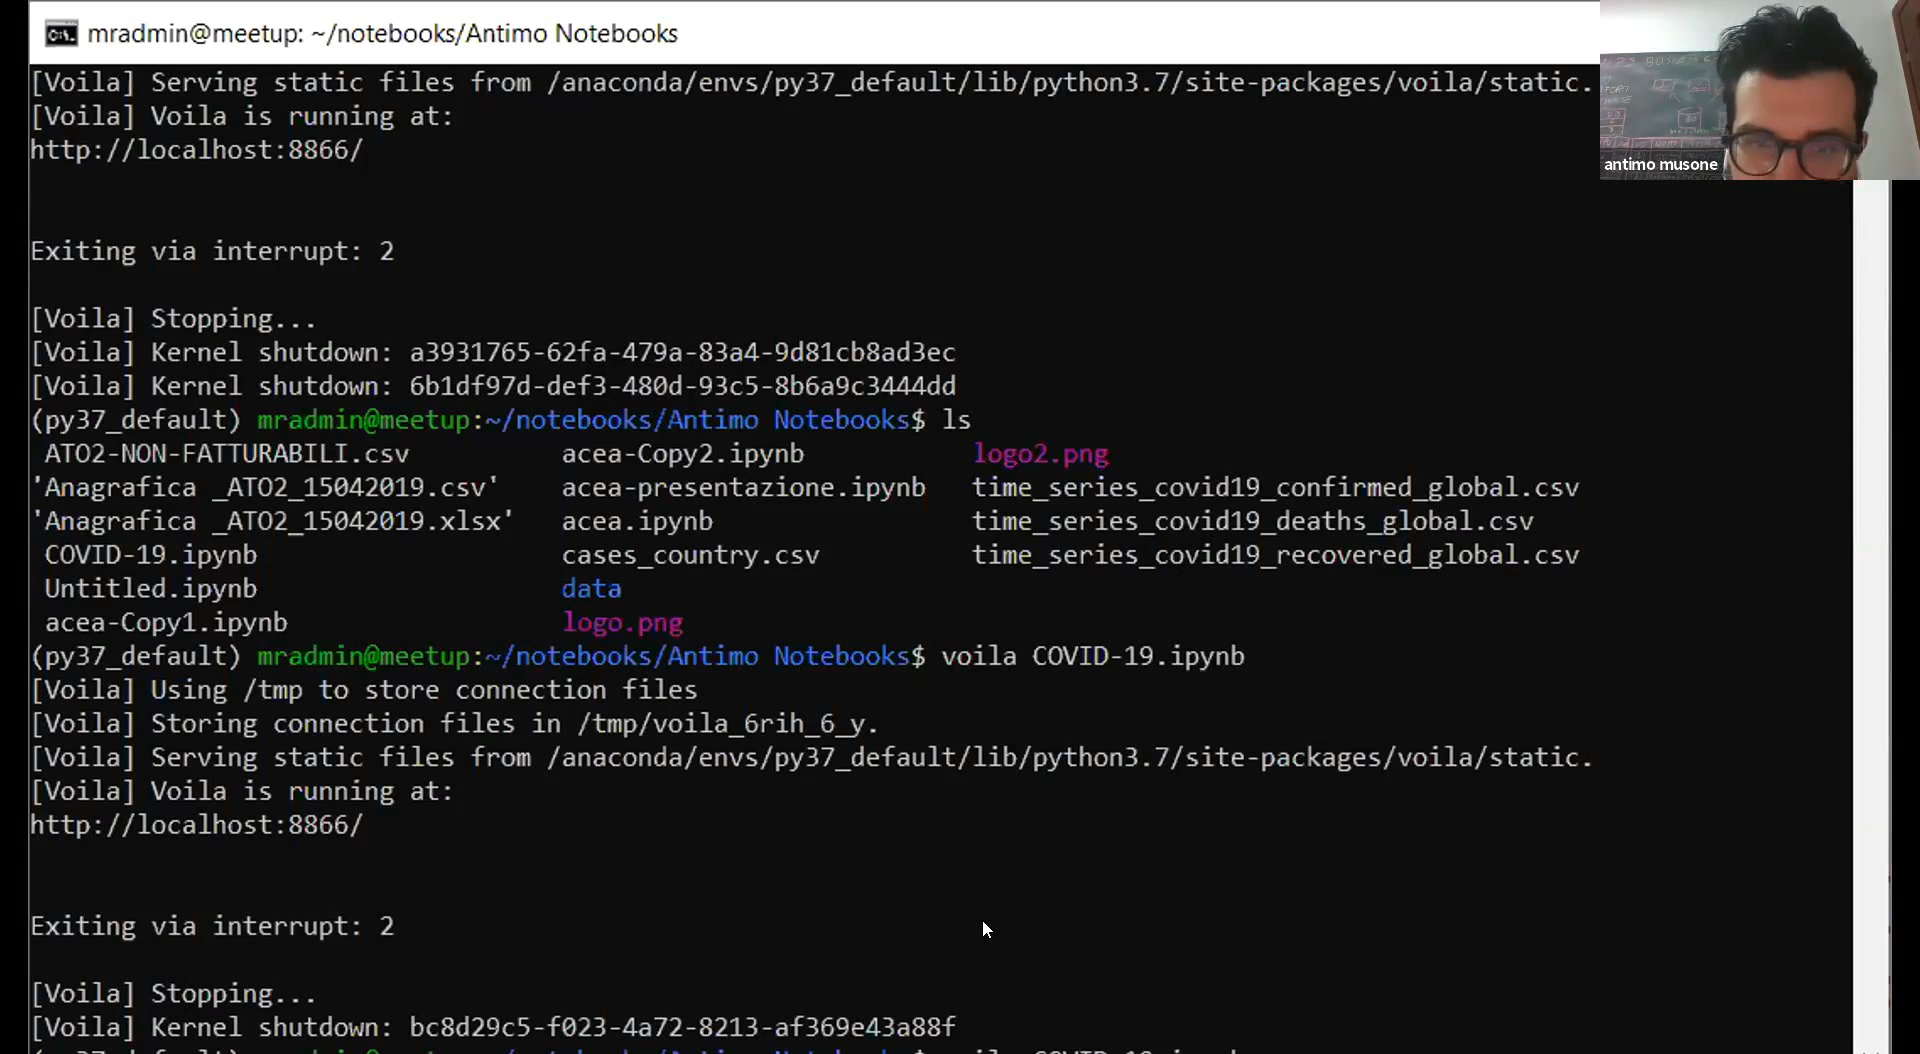 mradmin@meetup: ~/notebooks/Antimo Notebooks
[Voila] Serving static files from /anaconda/envs/py37_default/lib/python3.7/site-packages/voila/static.
[Voila] Voila is running at:
http://localhost:8866/
antimo musone
Exiting via interrupt: 2
[Voila] Stopping...
[Voila] Kernel shutdown: a3931765-62fa-479a-83a4-9d81cb8ad3ec
[Voila] Kernel shutdown: 6b1df97d-def3-480d-93c5-8b6a9c3444dd
(py37_default) mradmin@meetup:~/notebooks/Antimo Notebooks$ ls
ATO2-NON-FATTURABILI.csv acea-Copy2.ipynb logo2.png
'Anagrafica _ATO2_15042019.csv' acea-presentazione.ipynb time_series_covid19_confirmed_global.csv
'Anagrafica _ATO2_15042019.xlsx' acea.ipynb time_series_covid19_deaths_global.csv
COVID-19.ipynb cases_country.csv time_series_covid19_recovered_global.csv
Untitled.ipynb data
acea-Copy1.ipynb logo.png
(py37_default) mradmin@meetup:~/notebooks/Antimo Notebooks$ voila COVID-19.ipynb
[Voila] Using /tmp to store connection files
[Voila] Storing connection files in /tmp/voila_6rih_6_y.
[Voila] Serving static files from /anaconda/envs/py37_default/lib/python3.7/site-packages/voila/static.
[Voila] Voila is running at:
http://localhost:8866/
Exiting via interrupt: 2
[Voila] Stopping...
[Voila] Kernel shutdown: bc8d29c5-f023-4a72-8213-af369e43a88f